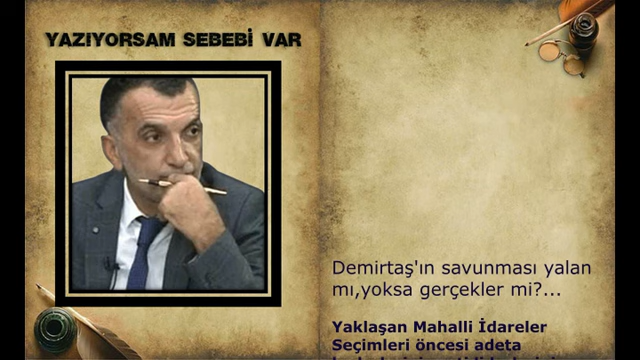 YAZIYORSAM SEBEBİ VAR
Demirtaş'ın savunması yalan
mı,yoksa gerçekler mi?...
Yaklaşan Mahalli İdareler
Seçimleri öncesi adeta